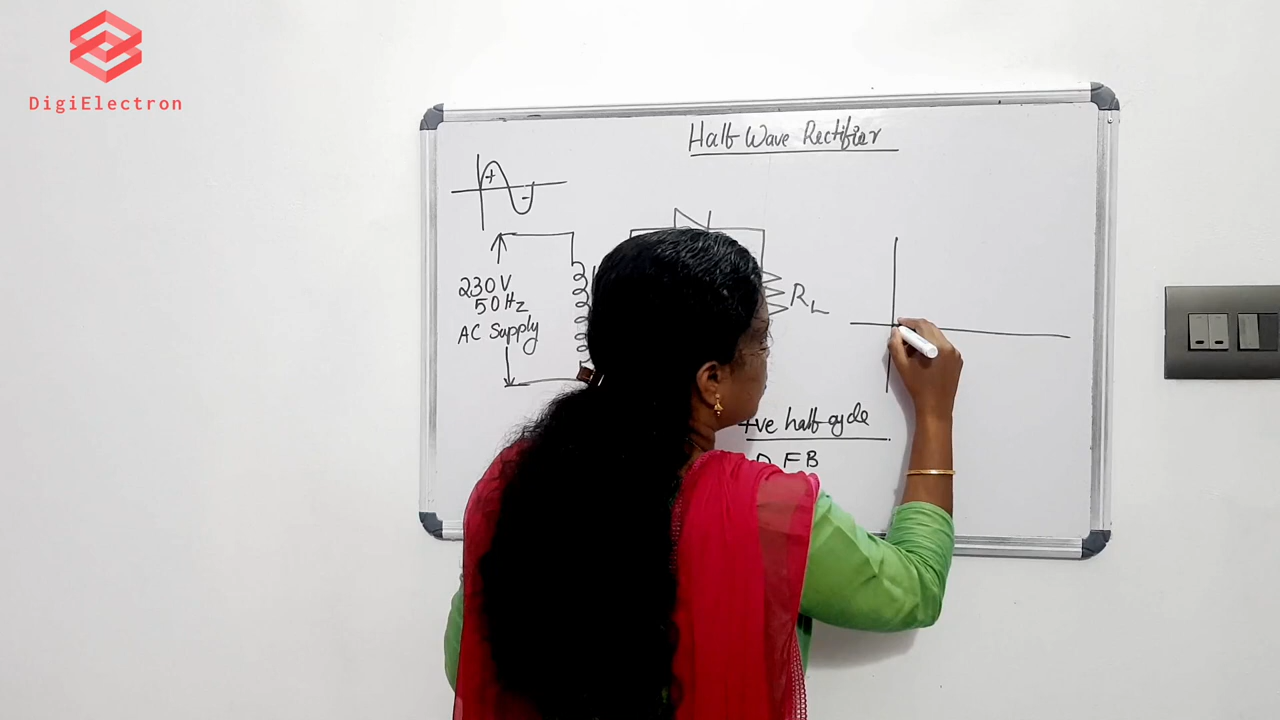 DigiElectron
Half Wave Rectifier
+
-
230V
50Hz
AC Supply
RL
+ve half cycle
D FB